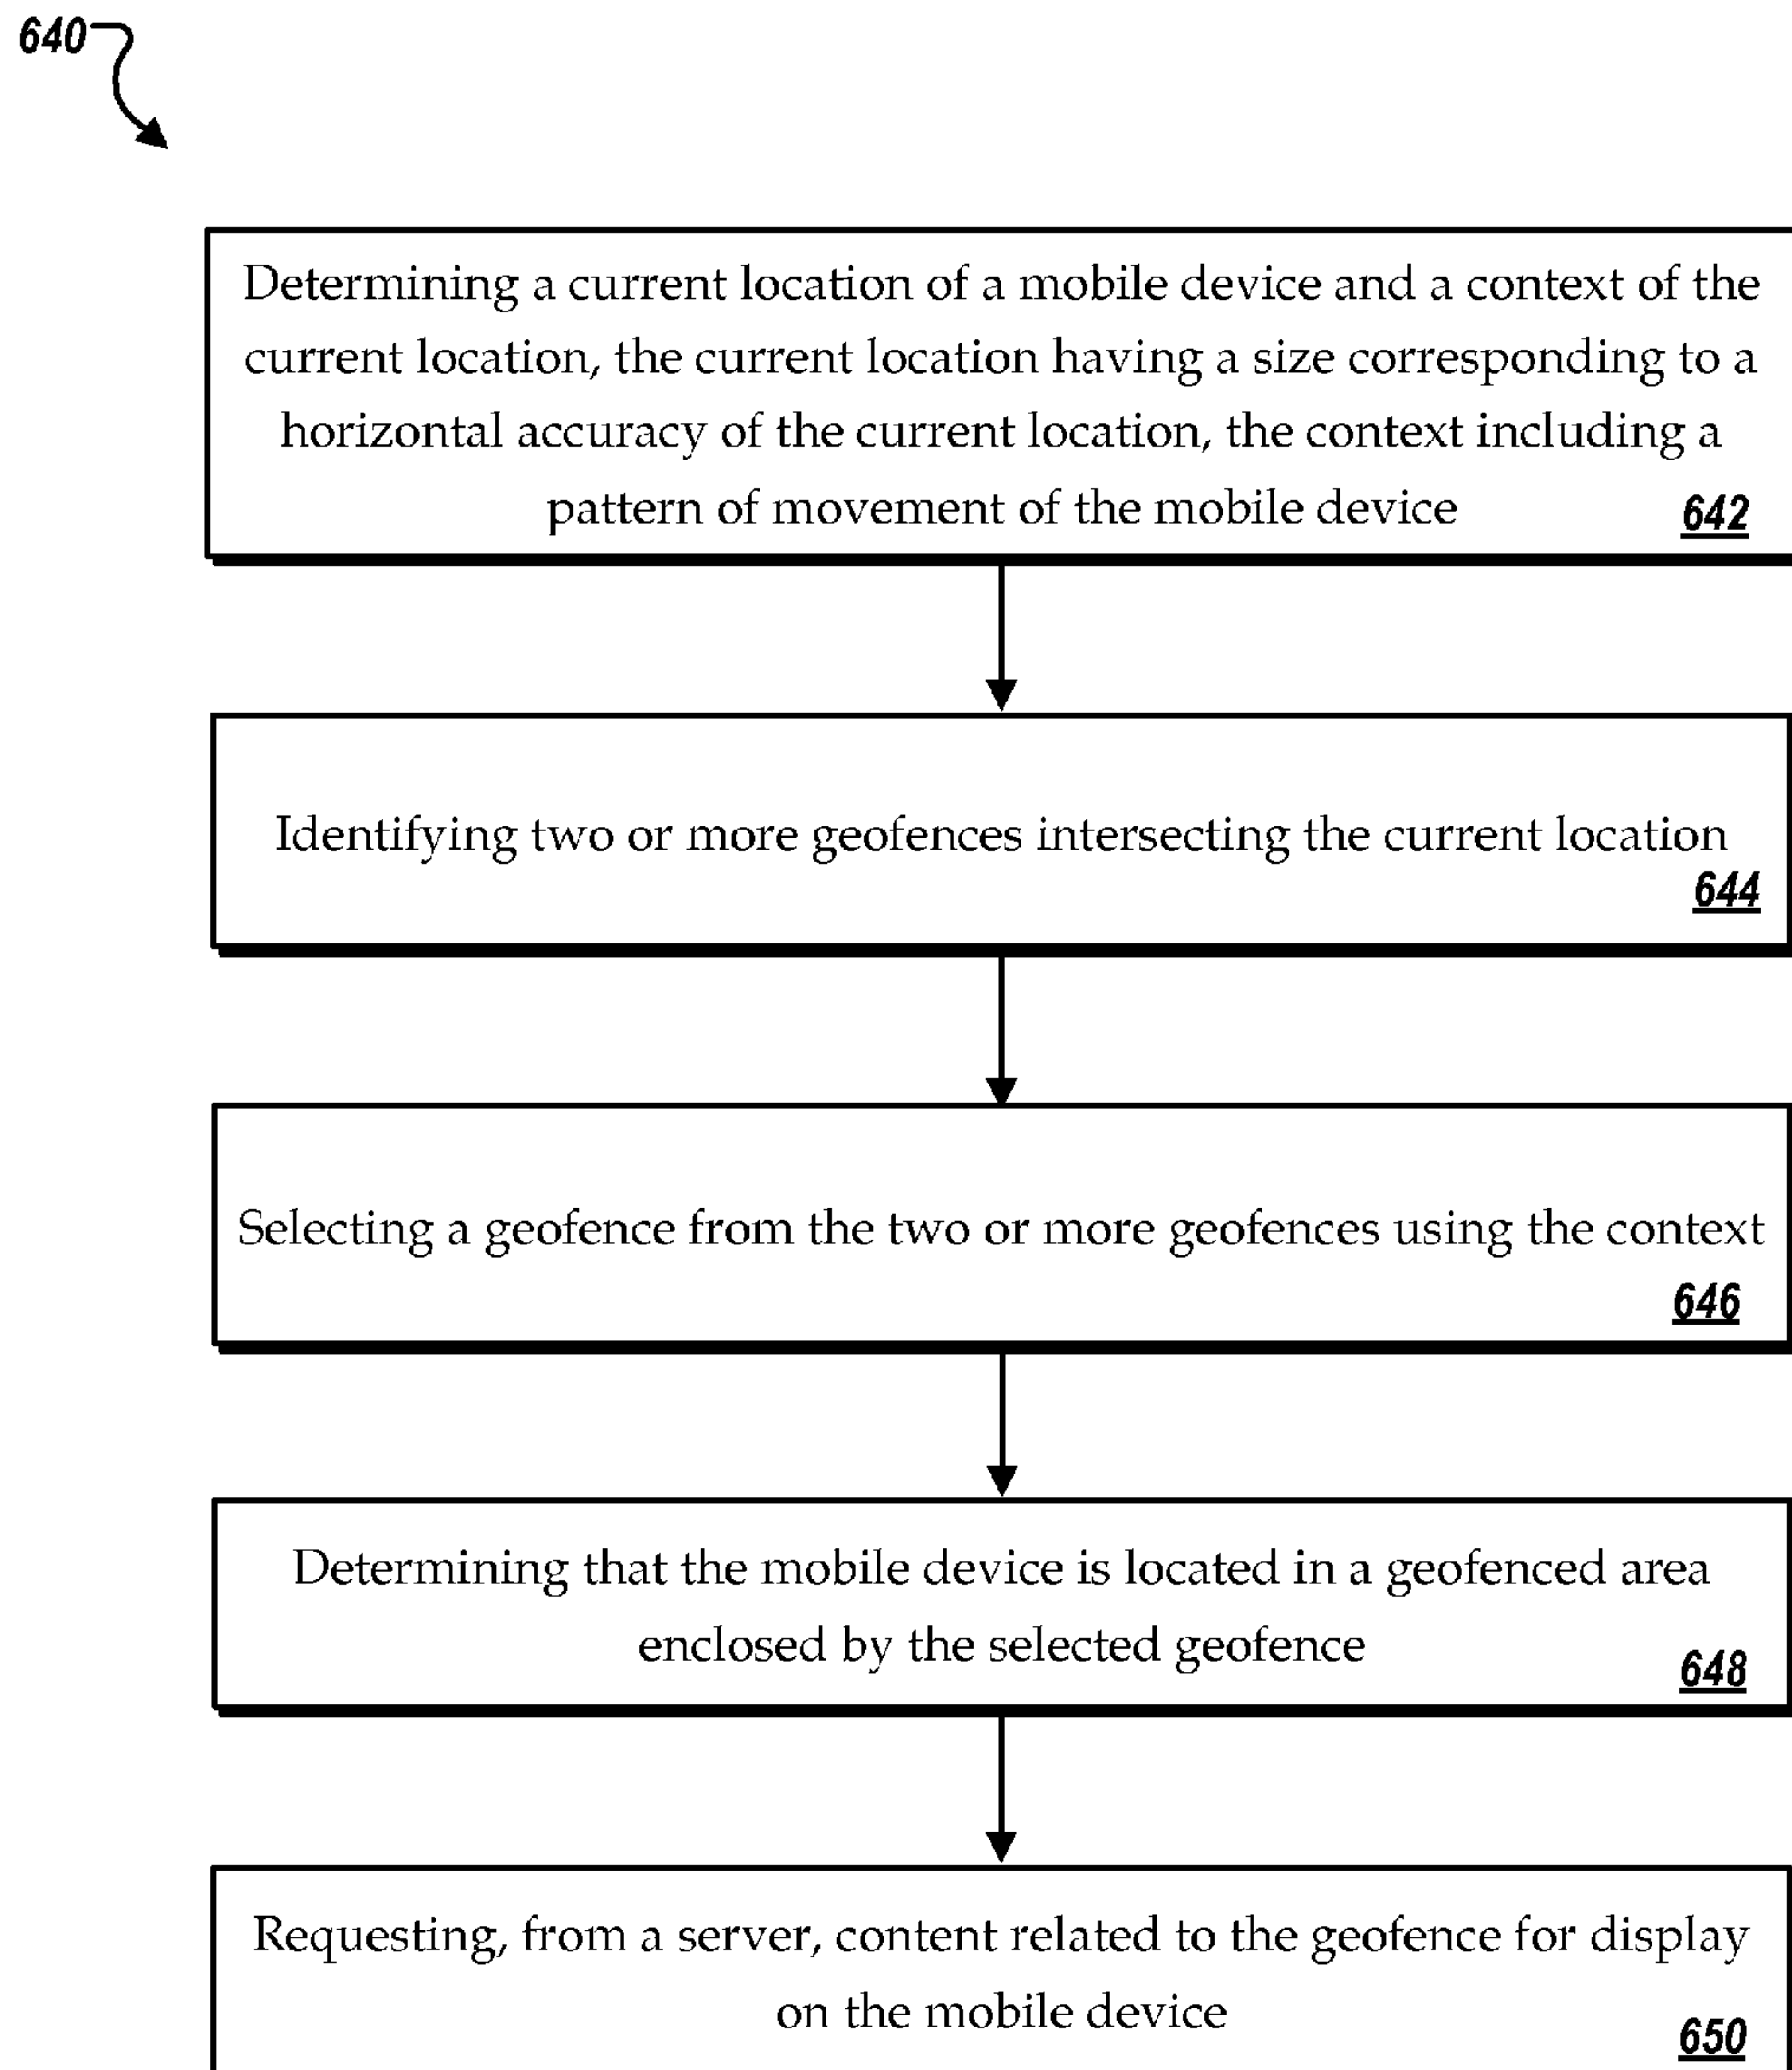 640
Determining a current location of a mobile device and a context of the
current location, the current location having a size corresponding to a
horizontal accuracy of the current location, the context including a
pattern of movement of the mobile device
642
Identifying two or more geofences intersecting the current location
644
Selecting a geofence from the two or more geofences using the context
646
Determining that the mobile device is located in a geofenced area
enclosed by the selected geofence
648
Requesting, from a server, content related to the geofence for display
on the mobile device
650